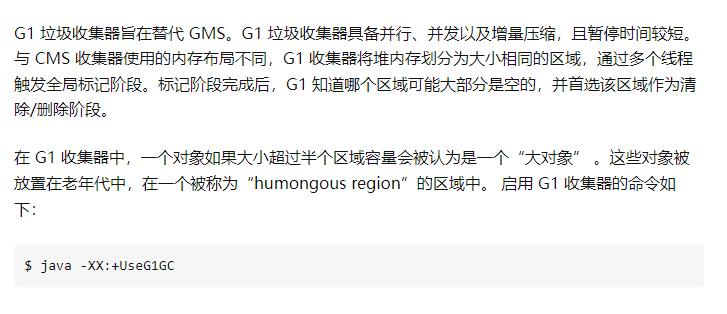 G1 垃圾收集器旨在替代 GMS。G1 垃圾收集器具备并行、并发以及增量压缩，且暂停时间较短。
与 CMS 收集器使用的内存布局不同，G1 收集器将堆内存划分为大小相同的区域，通过多个线程
触发全局标记阶段。标记阶段完成后，G1 知道哪个区域可能大部分是空的，并首选该区域作为清
除/删除阶段。
在 G1 收集器中，一个对象如果大小超过半个区域容量会被认为是一个“大对象” 。这些对象被
放置在老年代中，在一个被称为“humongous region”的区域中。 启用 G1 收集器的命令如
下：
$ java -XX:+UseG1GC